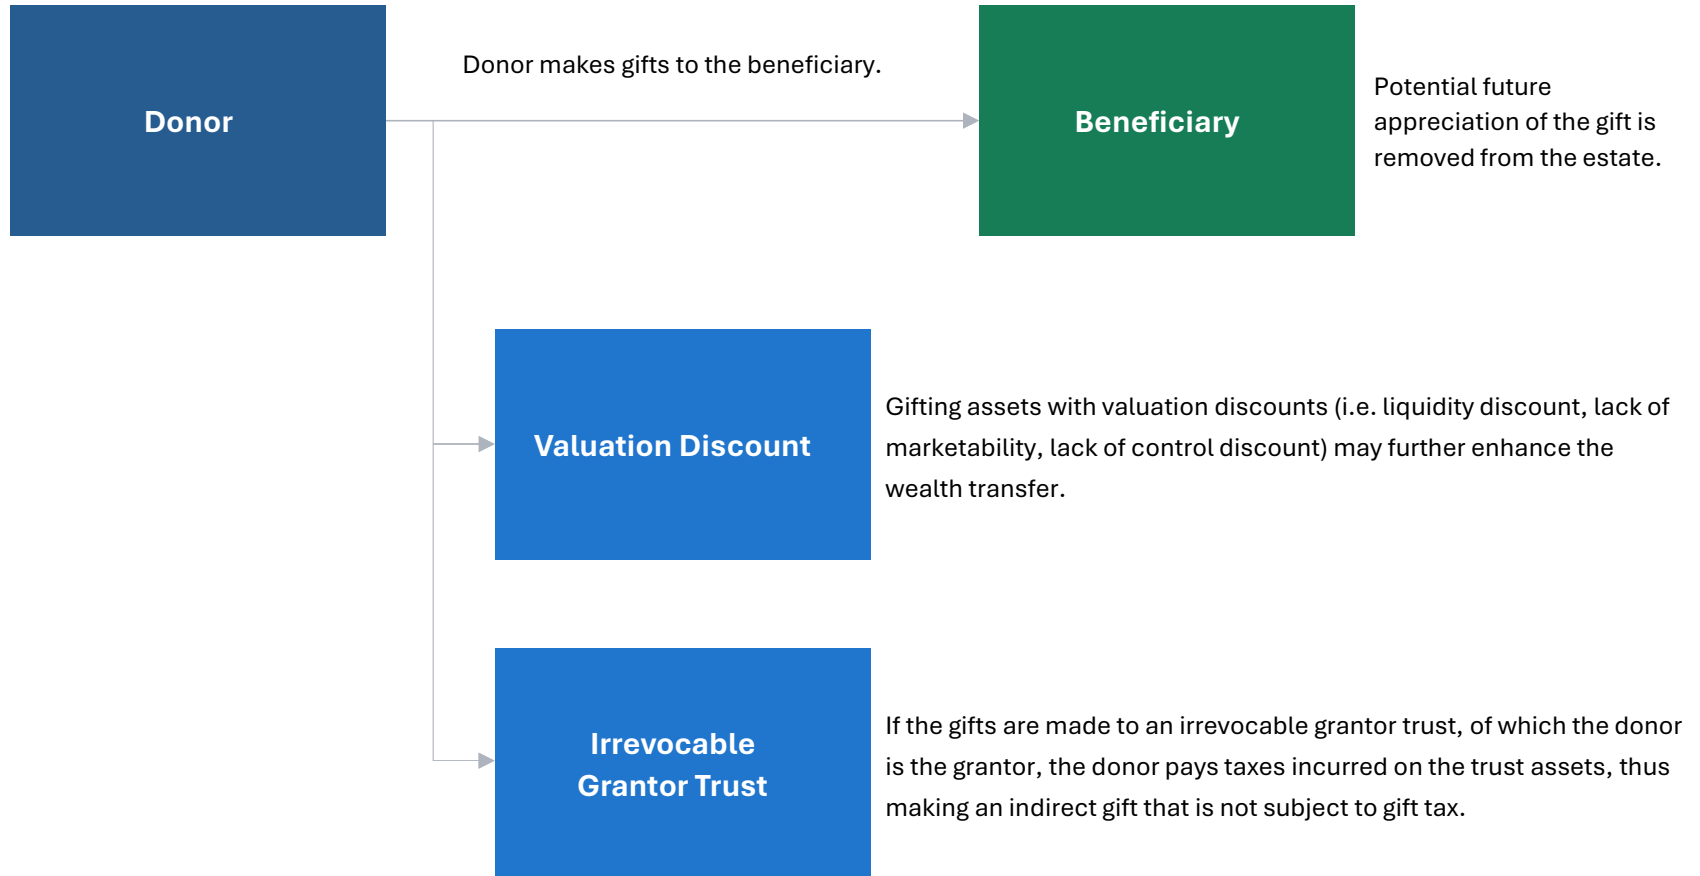 Donor
Donor makes gifts to the beneficiary.
Beneficiary
Potential future
appreciation of the gift is
removed from the estate.
Valuation Discount
Gifting assets with valuation discounts (i.e. liquidity discount, lack of
marketability, lack of control discount) may further enhance the
wealth transfer.
Irrevocable
Grantor Trust
If the gifts are made to an irrevocable grantor trust, of which the donor
is the grantor, the donor pays taxes incurred on the trust assets, thus
making an indirect gift that is not subject to gift tax.